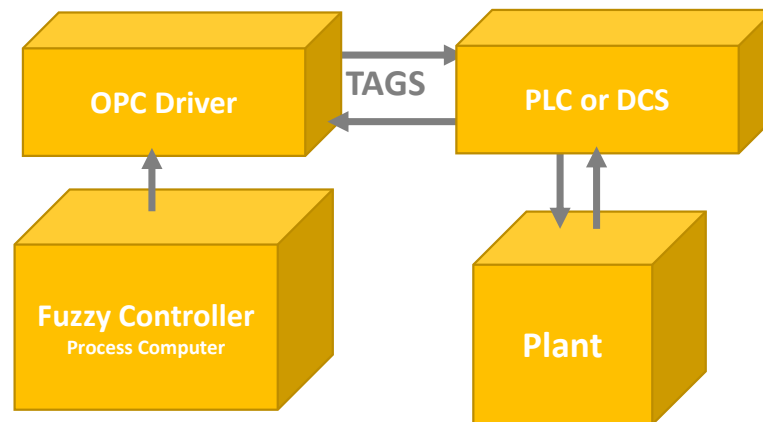 OPC Driver
TAGS
PLC or DCS
Fuzzy Controller
Process Computer
Plant